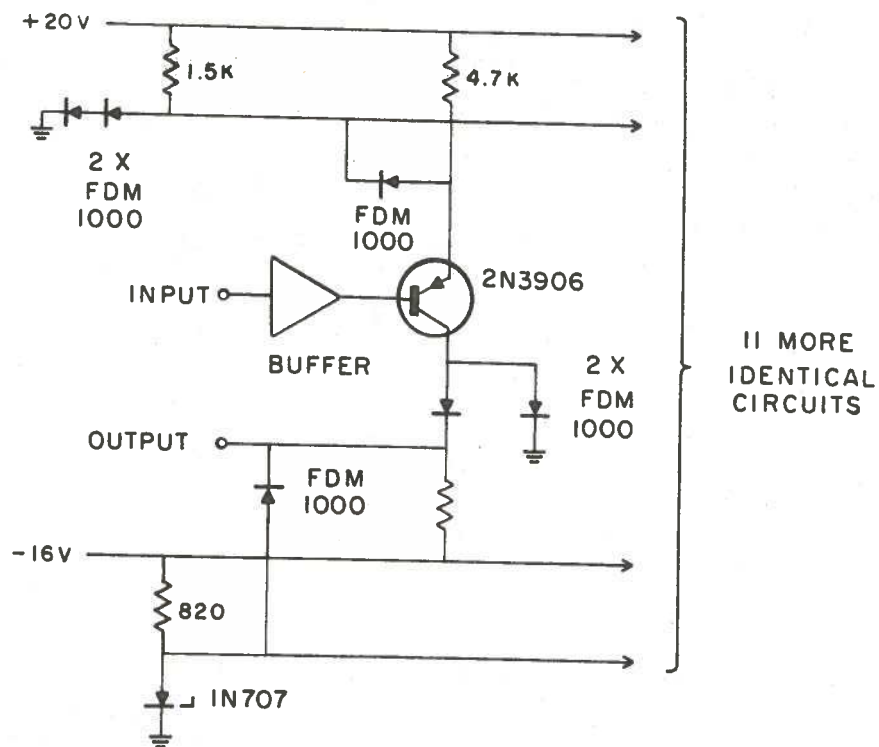 +20V
1.5K
4.7K
2 X
FDM
1000
FDM
1000
2N3906
INPUT
BUFFER
11 MORE
IDENTICAL
CIRCUITS
2 X
FDM
1000
OUTPUT
FDM
1000
-16V
820
1N707